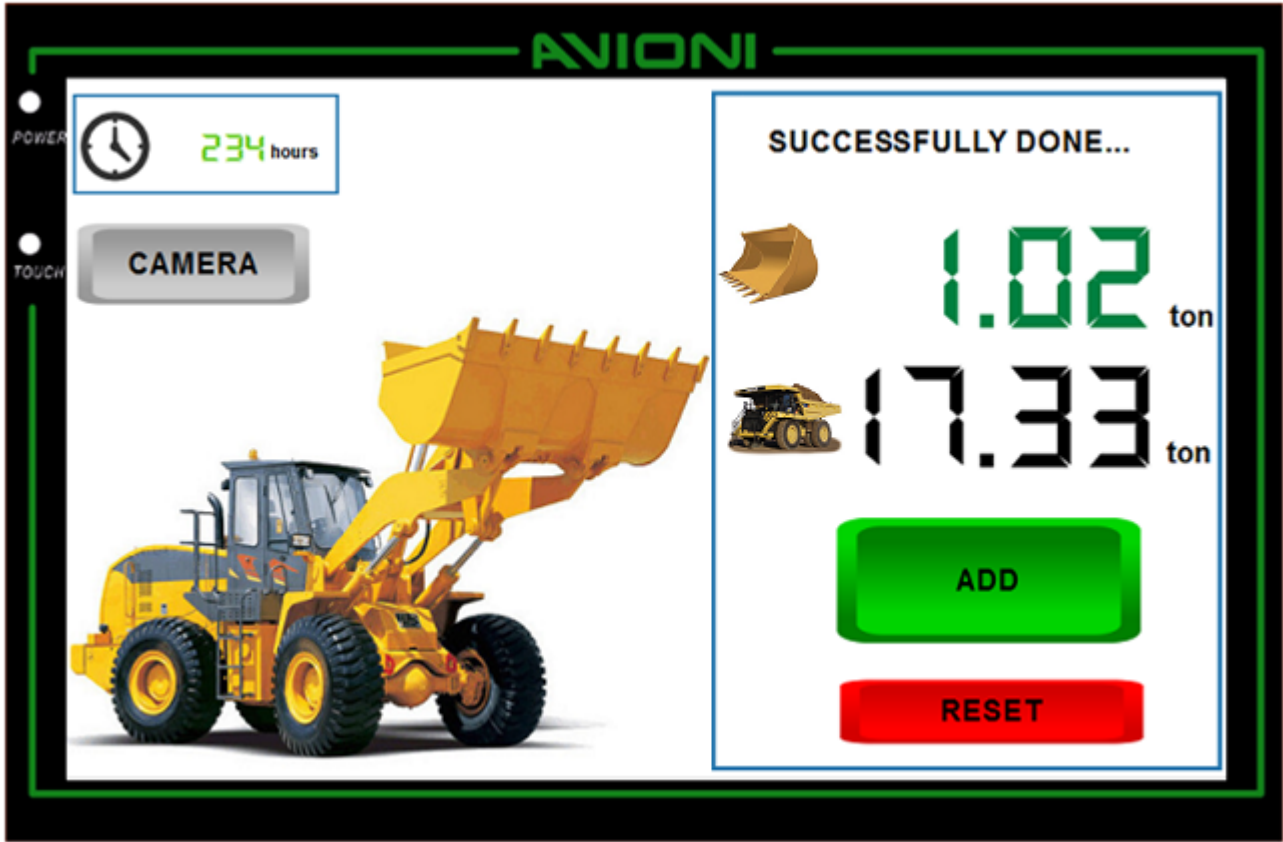 AVIONI
POWER
234 hours
SUCCESSFULLY DONE...
TOUCH
CAMERA
1.02 ton
17.33 ton
ADD
RESET